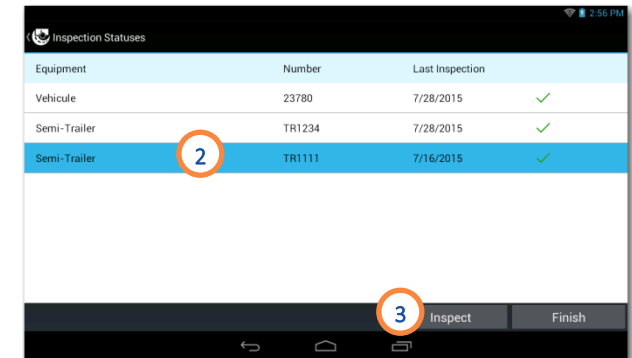 2:56 PM
Inspection Statuses
Equipment Number Last Inspection
Vehicule 23780 7/28/2015
Semi-Trailer TR1234 7/28/2015
Semi-Trailer 2 TR1111 7/16/2015
3 Inspect Finish